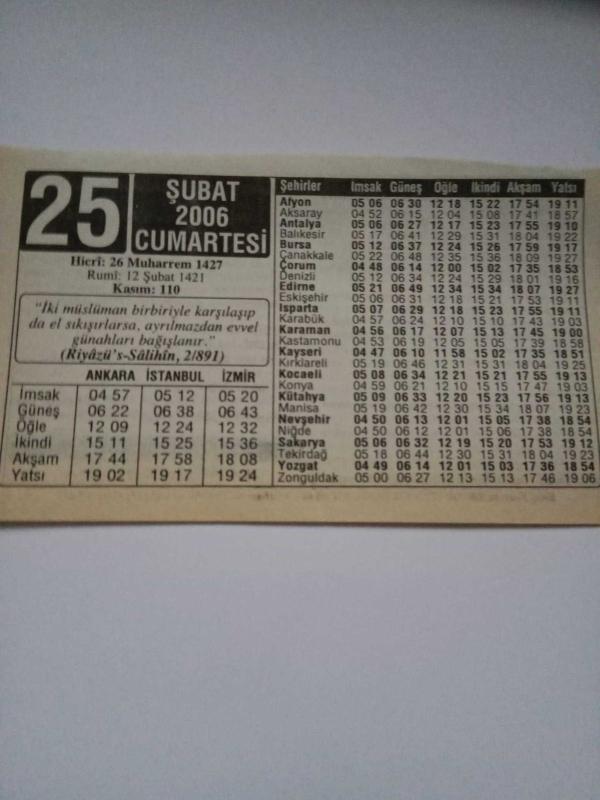 25
ŞUBAT
2006
CUMARTESİ
Hicrî: 26 Muharrem 1427
Rumî: 12 Şubat 1421
Kasım: 110
"İki müslüman birbiriyle karşılaşıp
da el sıkışırlarsa, ayrılmazdan evvel
günahları bağışlanır."
(Riyâzü's-Sâlihîn, 2/891)
ANKARA İSTANBUL İZMİR
İmsak 04 57 05 12 05 20
Güneş 06 22 06 38 06 43
Öğle 12 09 12 24 12 32
İkindi 15 11 15 25 15 36
Akşam 17 44 17 58 18 08
Yatsı 19 02 19 17 19 24
Şehirler İmsak Güneş Öğle İkindi Akşam Yatsı
Afyon 05 06 06 30 12 18 15 22 17 54 19 11
Aksaray 04 52 06 15 12 04 15 08 17 41 18 57
Antalya 05 06 06 27 12 17 15 23 17 55 19 10
Balıkesir 05 17 06 41 12 29 15 31 18 04 19 22
Bursa 05 12 06 37 12 24 15 26 17 59 19 17
Çanakkale 05 22 06 48 12 35 15 36 18 09 19 27
Çorum 04 48 06 14 12 00 15 02 17 35 18 53
Denizli 05 12 06 34 12 24 15 29 18 01 19 16
Edirne 05 21 06 49 12 34 15 34 18 07 19 27
Eskişehir 05 06 06 31 12 18 15 21 17 53 19 11
Isparta 05 07 06 29 12 18 15 23 17 55 19 11
Karabük 04 57 06 24 12 10 15 10 17 43 19 03
Karaman 04 56 06 17 12 07 15 13 17 45 19 00
Kastamonu 04 53 06 19 12 05 15 05 17 39 18 58
Kayseri 04 47 06 10 11 58 15 02 17 35 18 51
Kırklareli 05 19 06 46 12 31 15 31 18 04 19 25
Kocaeli 05 08 06 34 12 21 15 21 17 55 19 13
Konya 04 59 06 21 12 10 15 15 17 47 19 03
Kütahya 05 09 06 33 12 20 15 23 17 56 19 13
Manisa 05 19 06 42 12 30 15 34 18 07 19 23
Nevşehir 04 50 06 13 12 01 15 05 17 38 18 54
Niğde 04 50 06 12 12 01 15 06 17 38 18 54
Sakarya 05 06 06 32 12 19 15 20 17 53 19 12
Tekirdağ 05 18 06 44 12 30 15 31 18 04 19 23
Yozgat 04 49 06 14 12 01 15 03 17 36 18 54
Zonguldak 05 00 06 27 12 13 15 13 17 46 19 06